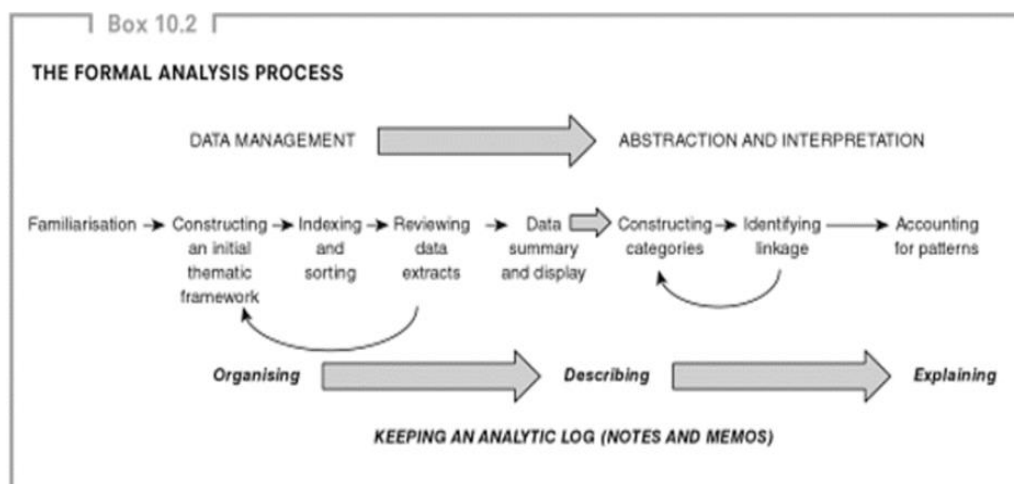 Box 10.2
THE FORMAL ANALYSIS PROCESS
DATA MANAGEMENT
ABSTRACTION AND INTERPRETATION
Familiarisation
Constructing
an initial
thematic
framework
Indexing
and
sorting
Reviewing
data
extracts
Data
summary
and display
Constructing
categories
Identifying
linkage
Accounting
for patterns
Organising
Describing
Explaining
KEEPING AN ANALYTIC LOG (NOTES AND MEMOS)